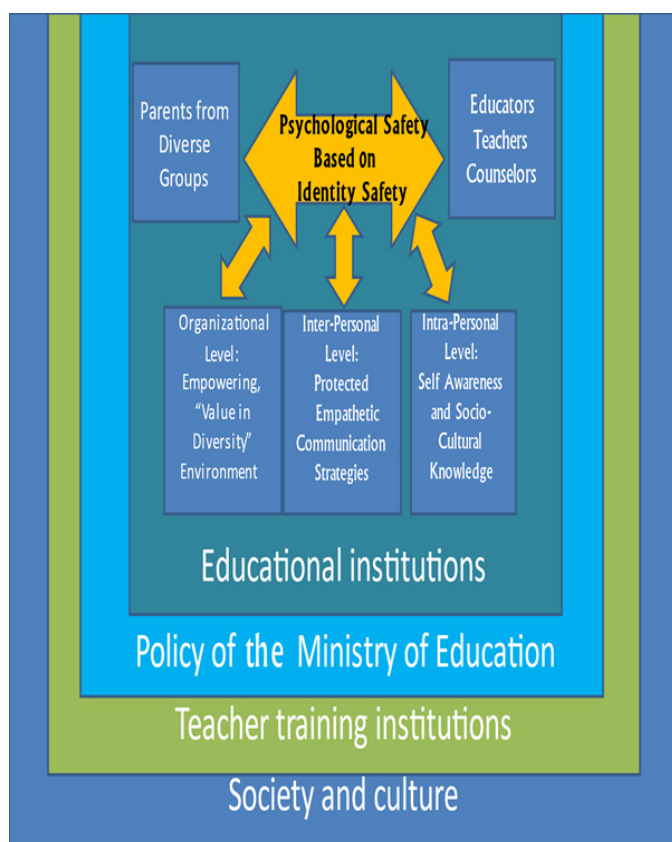 Parents from
Diverse
Groups
Psychological Safety
Based on
Identity Safety
Educators
Teachers
Counselors
Organizational
Level:
Empowering,
“Value in
Diversity”
Environment
Inter-Personal
Level:
Protected
Empathetic
Communication
Strategies
Intra-Personal
Level:
Self Awareness
and Socio-
Cultural
Knowledge
Educational institutions
Policy of the Ministry of Education
Teacher training institutions
Society and culture